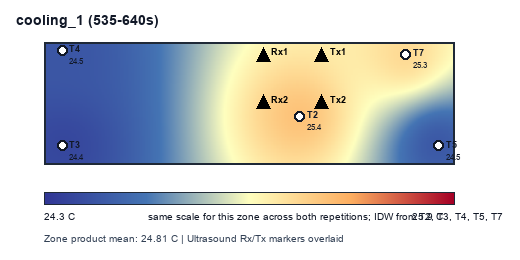 cooling_1 (535-640s)
T4
24.5
Rx1
Tx1
T7
25.3
Rx2
Tx2
T2
25.4
T3
24.4
T5
24.5
24.3 C
same scale for this zone across both repetitions; IDW from T2, T3, T4, T5, T7
Zone product mean: 24.81 C | Ultrasound Rx/Tx markers overlaid